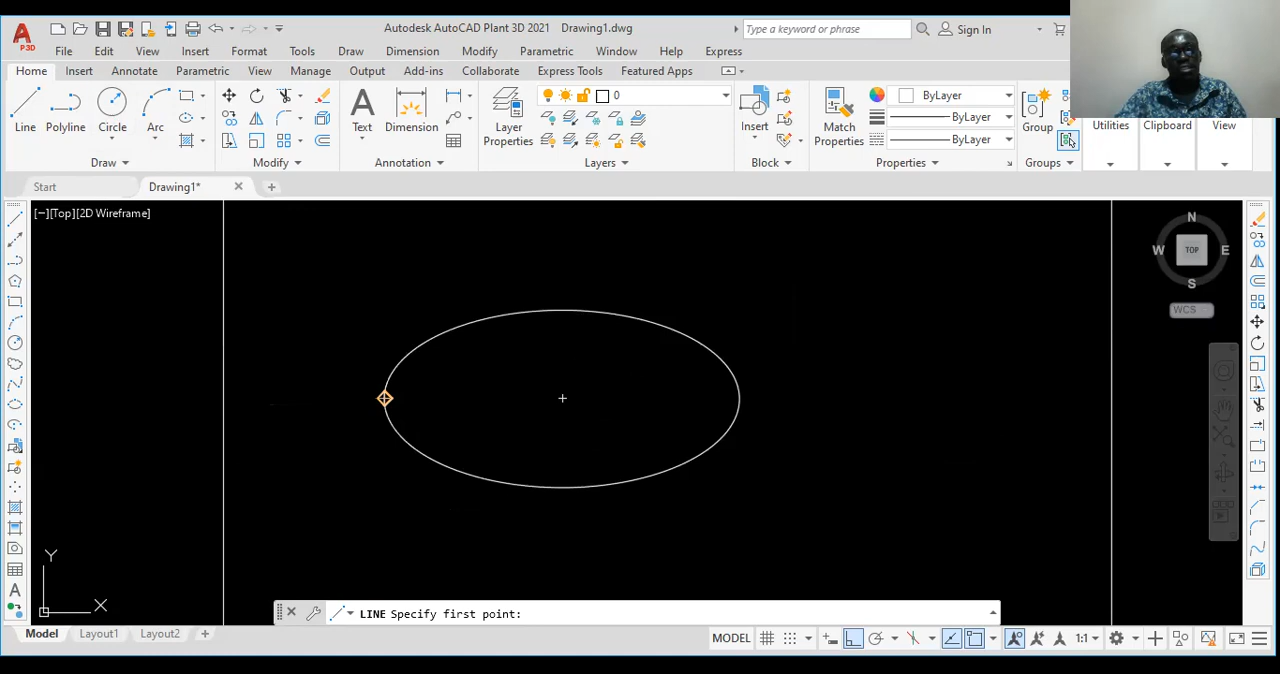 Autodesk AutoCAD Plant 3D 2021 Drawing1.dwg
Type a keyword or phrase
Sign In
A P3D
File Edit View Insert Format Tools Draw Dimension Modify Parametric Window Help Express
Home Insert Annotate Parametric View Manage Output Add-ins Collaborate Express Tools Featured Apps
0
ByLayer
ByLayer
ByLayer
Line Polyline Circle Arc
Text Dimension
Layer Properties
Insert
Match Properties
Group
Utilities Clipboard View
Draw Modify Annotation Layers Block Properties Groups
Start Drawing1*
[−][Top][2D Wireframe]
N
W TOP E
S
WCS
Y
X
LINE Specify first point:
Model Layout1 Layout2
MODEL
1:1